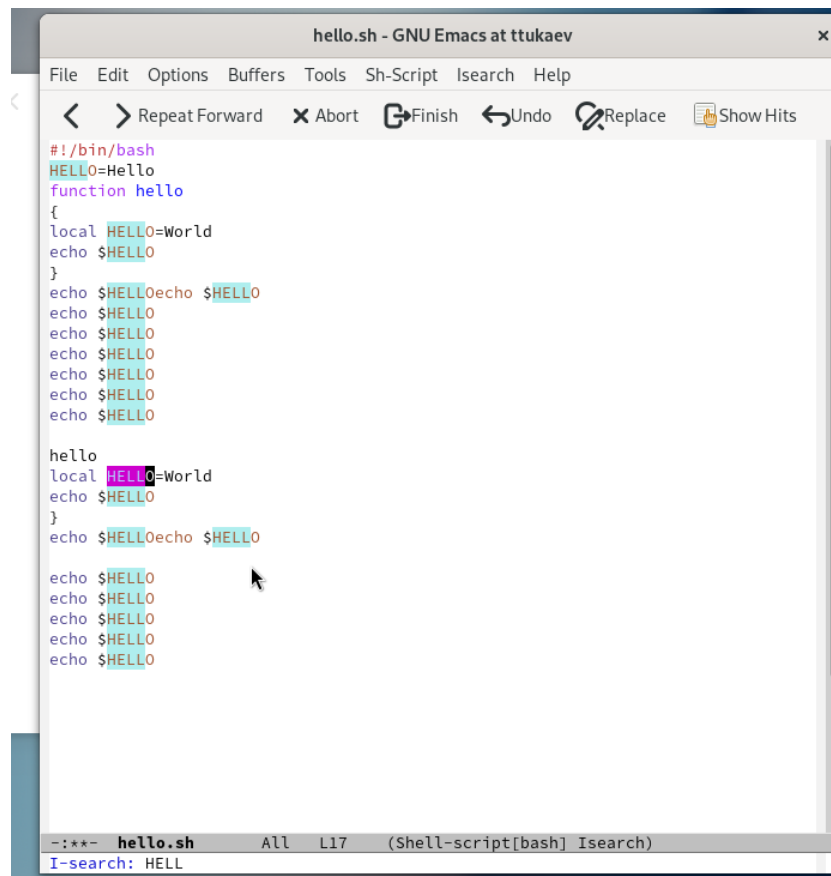 hello.sh - GNU Emacs at ttukaev
File Edit Options Buffers Tools Sh-Script Isearch Help
Repeat Forward Abort Finish Undo Replace Show Hits
#!/bin/bash
HELLO=Hello
function hello
{
local HELLO=World
echo $HELLO
}
echo $HELLOecho $HELLO
echo $HELLO
echo $HELLO
echo $HELLO
echo $HELLO
echo $HELLO
echo $HELLO
hello
local HELLO=World
echo $HELLO
}
echo $HELLOecho $HELLO
echo $HELLO
echo $HELLO
echo $HELLO
echo $HELLO
echo $HELLO
-:**- hello.sh All L17 (Shell-script[bash] Isearch)
I-search: HELL